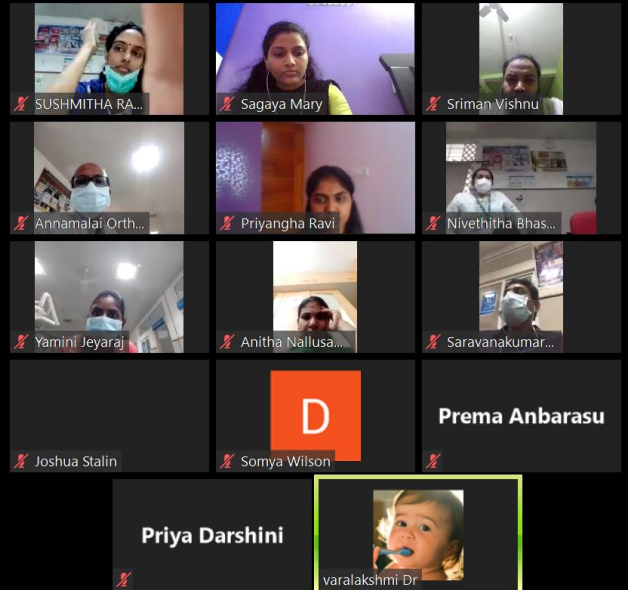 SUSHMITHA RA...
Sagaya Mary
Sriman Vishnu
Annamalai Orth...
Priyangha Ravi
Nivethitha Bhas...
Yamini Jeyaraj
Anitha Nallusa...
Saravanakumar...
Joshua Stalin
D
Somya Wilson
Prema Anbarasu
Priya Darshini
varalakshmi Dr